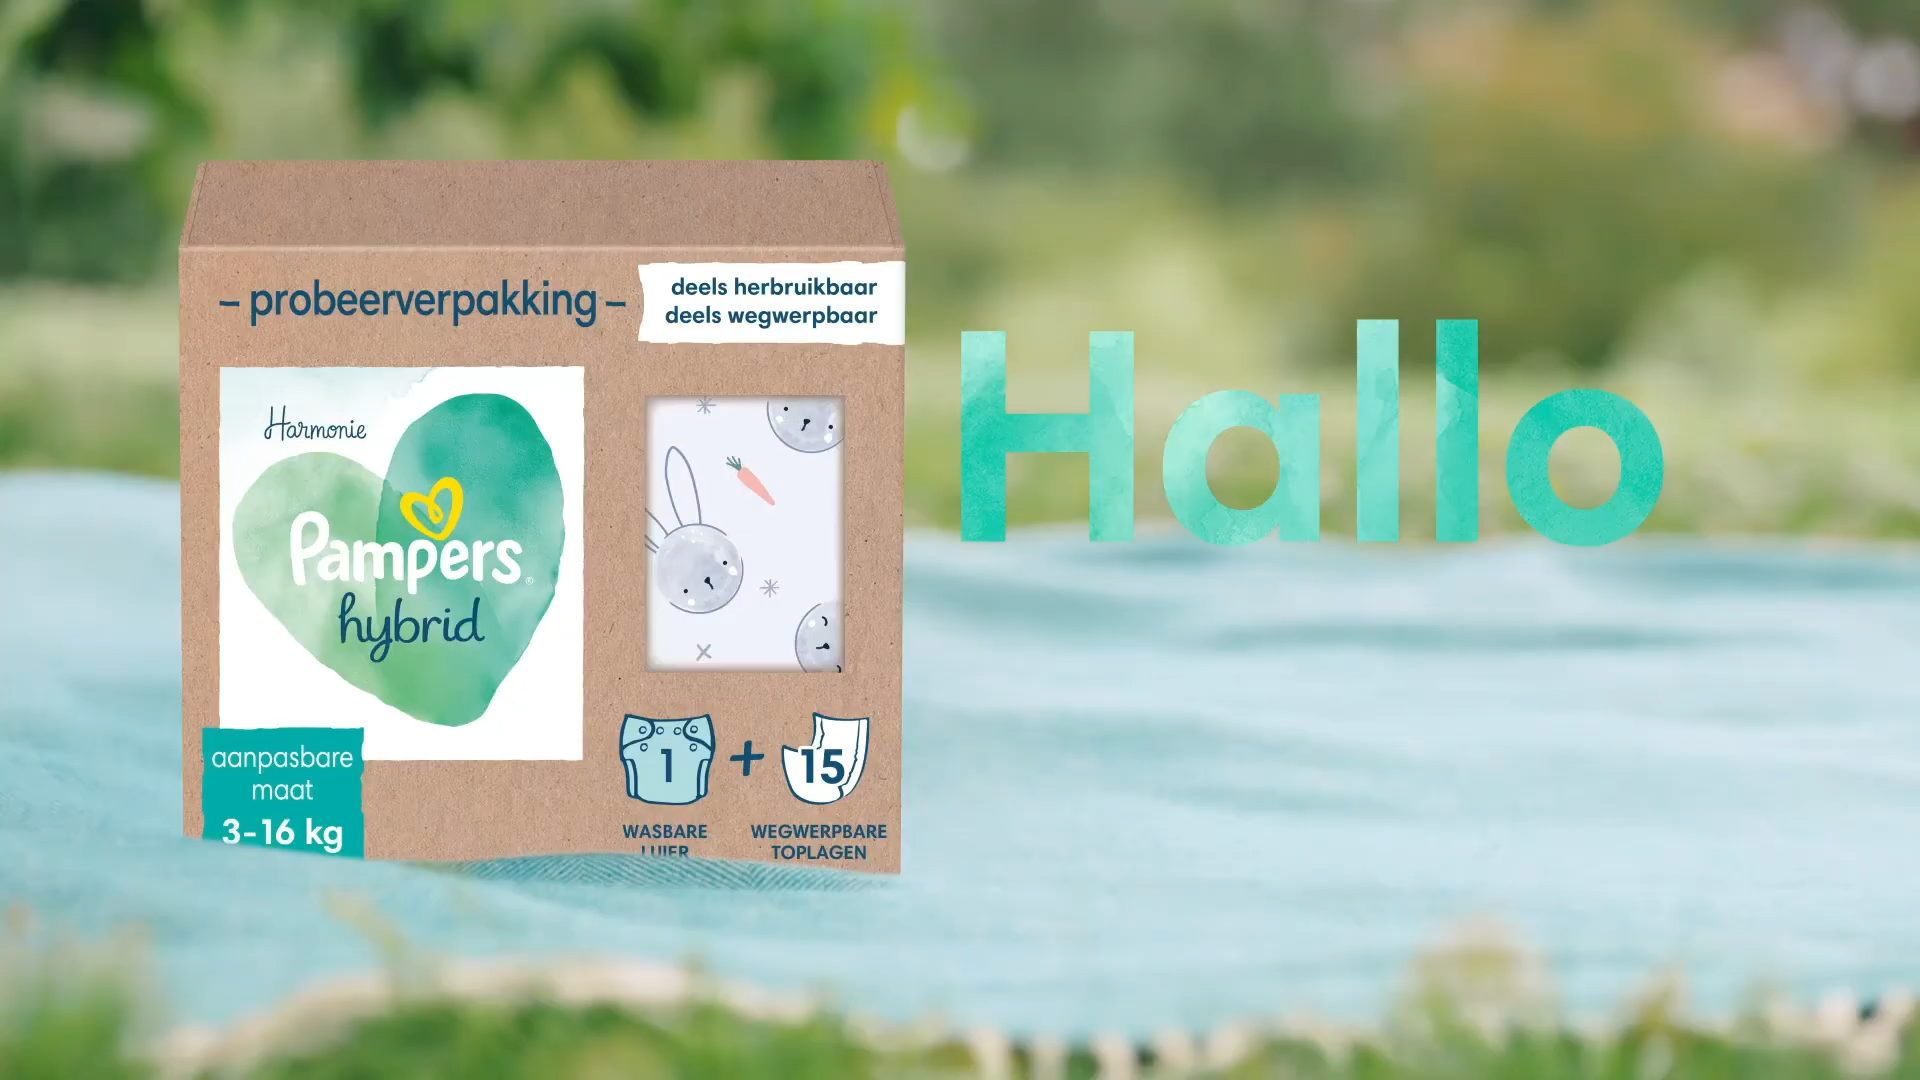 – probeerverpakking –
deels herbruikbaar
deels wegwerpbaar
Harmonie
Pampers®
hybrid
aanpasbare
maat
3-16 kg
1 + 15
WASBARE
LUIER
WEGWERPBARE
TOPLAGEN
Hallo